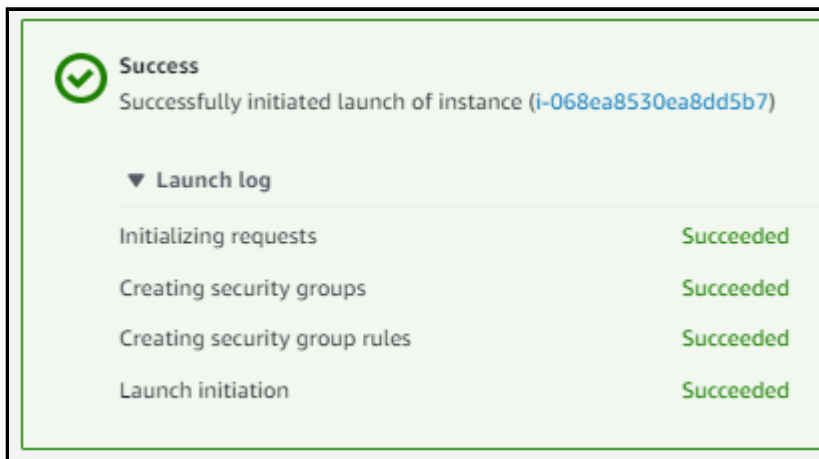 Success
Successfully initiated launch of instance (i-068ea8530ea8dd5b7)
▼ Launch log
Initializing requests Succeeded
Creating security groups Succeeded
Creating security group rules Succeeded
Launch initiation Succeeded